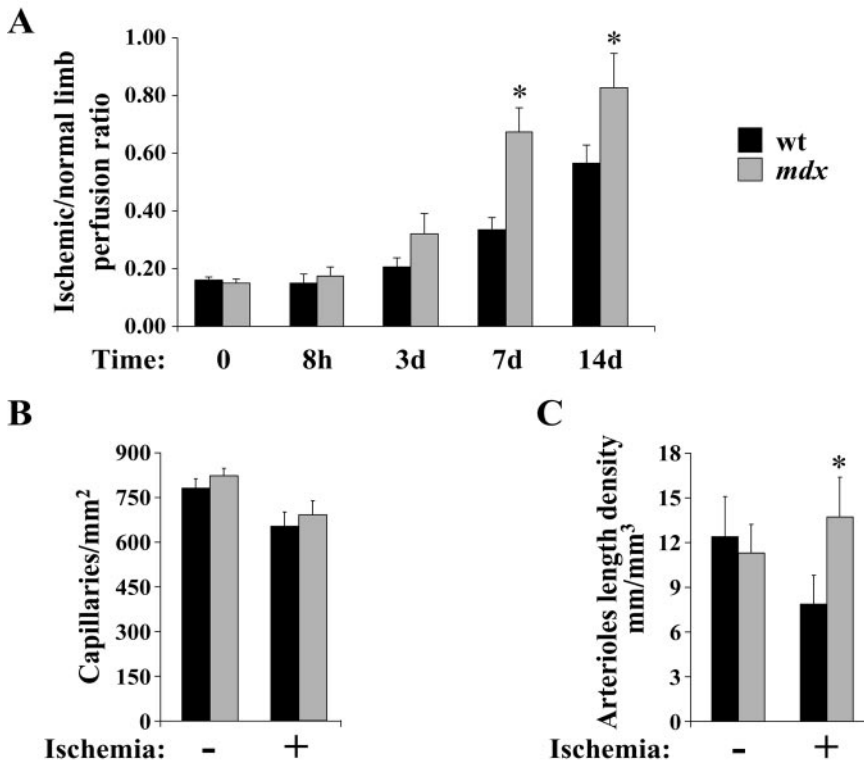 A
Ischemic/normal limb
perfusion ratio
1.00
0.80
0.60
0.40
0.20
0.00
*
*
Time: 0 8h 3d 7d 14d
wt
mdx
B
Capillaries/mm²
900
750
600
450
300
150
0
Ischemia: - +
C
Arterioles length density
mm/mm³
18
15
12
9
6
3
0
*
Ischemia: - +